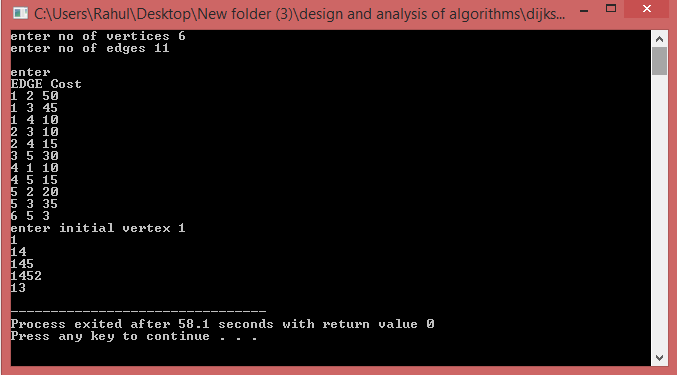 C:\Users\Rahul\Desktop\New folder (3)\design and analysis of algorithms\dijks...
enter no of vertices 6
enter no of edges 11
enter
EDGE Cost
1 2 50
1 3 45
1 4 10
2 3 10
2 4 15
3 5 30
4 1 10
4 5 15
5 2 20
5 3 35
6 5 3
enter initial vertex 1
1
14
145
1452
13
--------------------------------
Process exited after 58.1 seconds with return value 0
Press any key to continue . . .